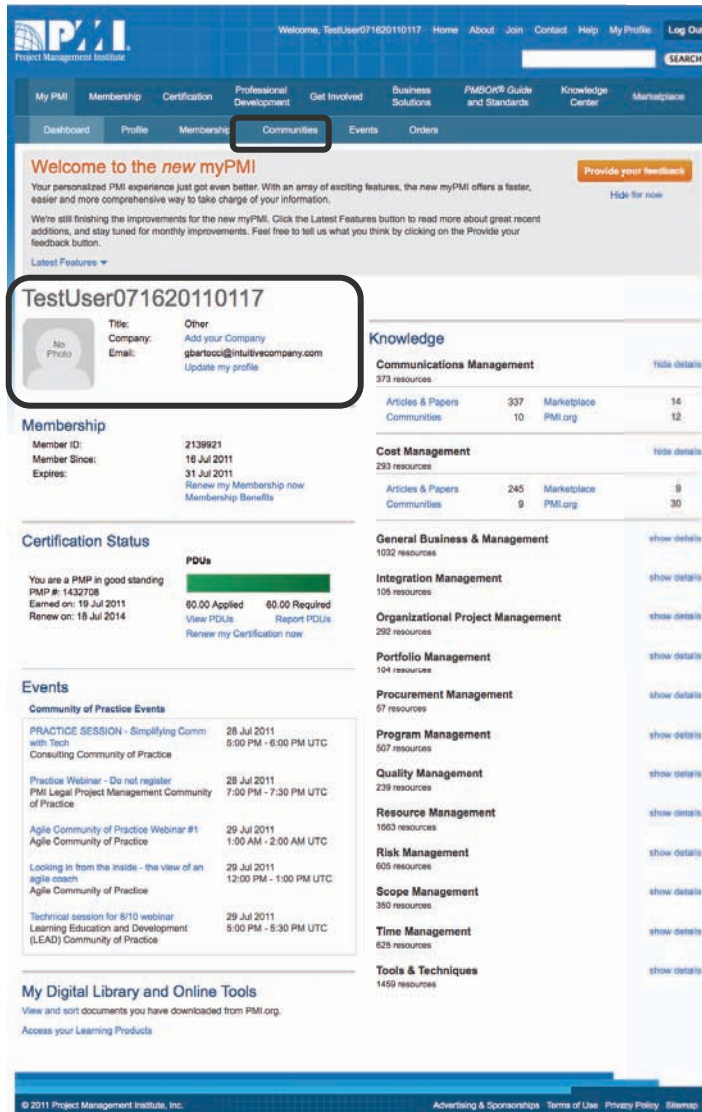 PMI
Project Management Institute
Welcome, TestUser071620110117 Home About Join Contact Help My Profile Log Out
SEARCH
My PMI Membership Certification Professional Development Get Involved Business Solutions PMBOK® Guide and Standards Knowledge Center Marketplace
Dashboard Profile Membership Communities Events Orders
Welcome to the new myPMI
Your personalized PMI experience just got even better. With an array of exciting features, the new myPMI offers a faster,
easier and more comprehensive way to take charge of your information.
We're still finishing the improvements for the new myPMI. Click the Latest Features button to read more about great recent
additions, and stay tuned for monthly improvements. Feel free to tell us what you think by clicking on the Provide your
feedback button.
Latest Features
Provide your feedback
Hide for now
TestUser071620110117
No
Photo
Title: Other
Company: Add your Company
Email: gbartocci@intuitivecompany.com
Update my profile
Membership
Member ID: 2139921
Member Since: 16 Jul 2011
Expires: 31 Jul 2011
Renew my Membership now
Membership Benefits
Certification Status
PDUs
You are a PMP in good standing
PMP #: 1432708
Earned on: 19 Jul 2011
Renew on: 18 Jul 2014
60.00 Applied 60.00 Required
View PDUs Report PDUs
Renew my Certification now
Events
Community of Practice Events
PRACTICE SESSION - Simplifying Comm 28 Jul 2011
with Tech 5:00 PM - 6:00 PM UTC
Consulting Community of Practice
Practice Webinar - Do not register 28 Jul 2011
PMI Legal Project Management Community 7:00 PM - 7:30 PM UTC
of Practice
Agile Community of Practice Webinar #1 29 Jul 2011
Agile Community of Practice 1:00 AM - 2:00 AM UTC
Looking in from the inside - the view of an 29 Jul 2011
agile coach 12:00 PM - 1:00 PM UTC
Agile Community of Practice
Technical session for 8/10 webinar 29 Jul 2011
Learning Education and Development 5:00 PM - 5:30 PM UTC
(LEAD) Community of Practice
My Digital Library and Online Tools
View and sort documents you have downloaded from PMI.org.
Access your Learning Products
Knowledge
Communications Management hide details
373 resources
Articles & Papers 337 Marketplace 14
Communities 10 PMI.org 12
Cost Management hide details
293 resources
Articles & Papers 245 Marketplace 9
Communities 9 PMI.org 30
General Business & Management show details
1032 resources
Integration Management show details
105 resources
Organizational Project Management show details
292 resources
Portfolio Management show details
104 resources
Procurement Management show details
57 resources
Program Management show details
507 resources
Quality Management show details
239 resources
Resource Management show details
1663 resources
Risk Management show details
605 resources
Scope Management show details
350 resources
Time Management show details
625 resources
Tools & Techniques show details
1459 resources
© 2011 Project Management Institute, Inc. Advertising & Sponsorships Terms of Use Privacy Policy Sitemap